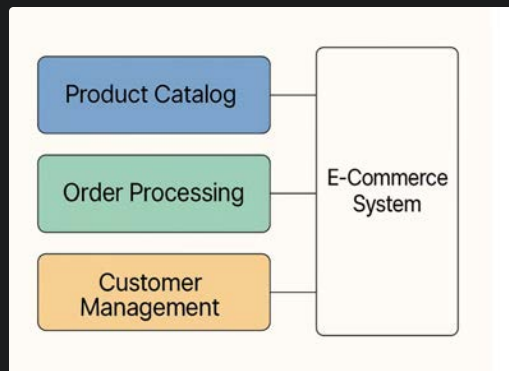 Product Catalog
Order Processing
Customer
Management
E-Commerce
System